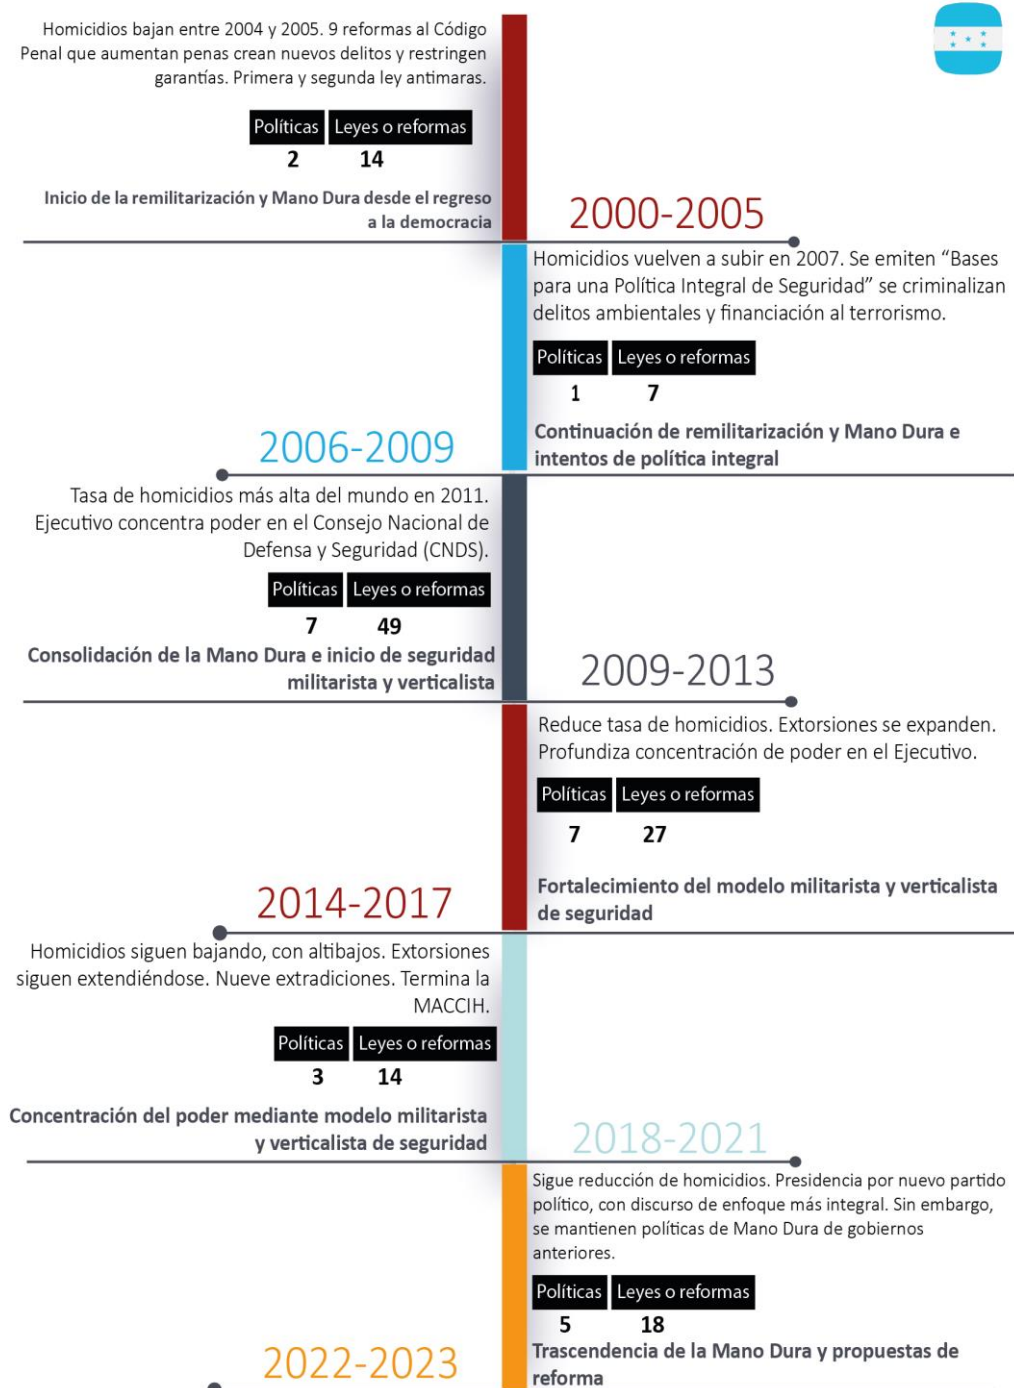 Homicidios bajan entre 2004 y 2005. 9 reformas al Código
Penal que aumentan penas crean nuevos delitos y restringen
garantías. Primera y segunda ley antimaras.
Políticas Leyes o reformas
2 14
Inicio de la remilitarización y Mano Dura desde el regreso
a la democracia
2000-2005
Homicidios vuelven a subir en 2007. Se emiten “Bases
para una Política Integral de Seguridad” se criminalizan
delitos ambientales y financiación al terrorismo.
Políticas Leyes o reformas
1 7
Continuación de remilitarización y Mano Dura e
intentos de política integral
2006-2009
Tasa de homicidios más alta del mundo en 2011.
Ejecutivo concentra poder en el Consejo Nacional de
Defensa y Seguridad (CNDS).
Políticas Leyes o reformas
7 49
Consolidación de la Mano Dura e inicio de seguridad
militarista y verticalista
2009-2013
Reduce tasa de homicidios. Extorsiones se expanden.
Profundiza concentración de poder en el Ejecutivo.
Políticas Leyes o reformas
7 27
Fortalecimiento del modelo militarista y verticalista
de seguridad
2014-2017
Homicidios siguen bajando, con altibajos. Extorsiones
siguen extendiéndose. Nueve extradiciones. Termina la
MACCIH.
Políticas Leyes o reformas
3 14
Concentración del poder mediante modelo militarista
y verticalista de seguridad
2018-2021
Sigue reducción de homicidios. Presidencia por nuevo partido
político, con discurso de enfoque más integral. Sin embargo,
se mantienen políticas de Mano Dura de gobiernos
anteriores.
Políticas Leyes o reformas
5 18
Trascendencia de la Mano Dura y propuestas de
reforma
2022-2023